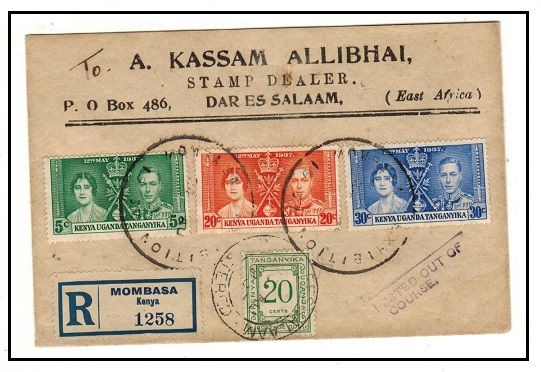 To. A. KASSAM ALLIBHAI,
STAMP DEALER.
P. O Box 486, DAR ES SALAAM, (East Africa)
12TH MAY 1937.
5c 5c
KENYA UGANDA TANGANYIKA
12TH MAY 1937.
20c 20c
KENYA UGANDA TANGANYIKA
12TH MAY 1937.
30c 30c
KENYA UGANDA TANGANYIKA
R
MOMBASA
Kenya
1258
TANGANYIKA
20
CENTS
OUT OF
COURSE.